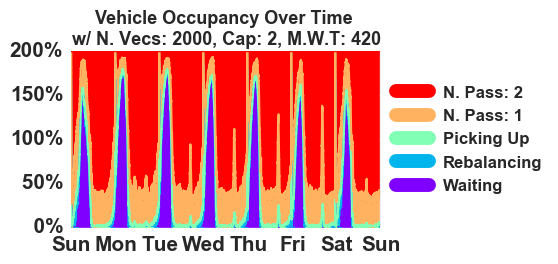 Vehicle Occupancy Over Time
w/ N. Vecs: 2000, Cap: 2, M.W.T: 420
200%
150%
100%
50%
0%
Sun Mon Tue Wed Thu Fri Sat Sun
N. Pass: 2
N. Pass: 1
Picking Up
Rebalancing
Waiting